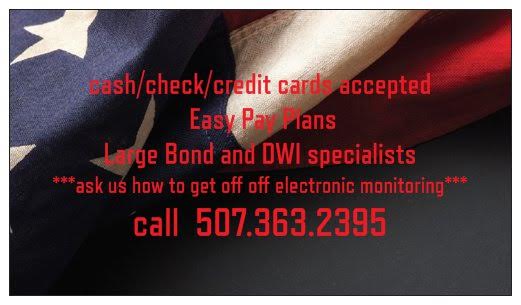 cash/check/credit cards accepted
Easy Pay Plans
Large Bond and DWI specialists
***ask us how to get off off electronic monitoring***
call 507.363.2395